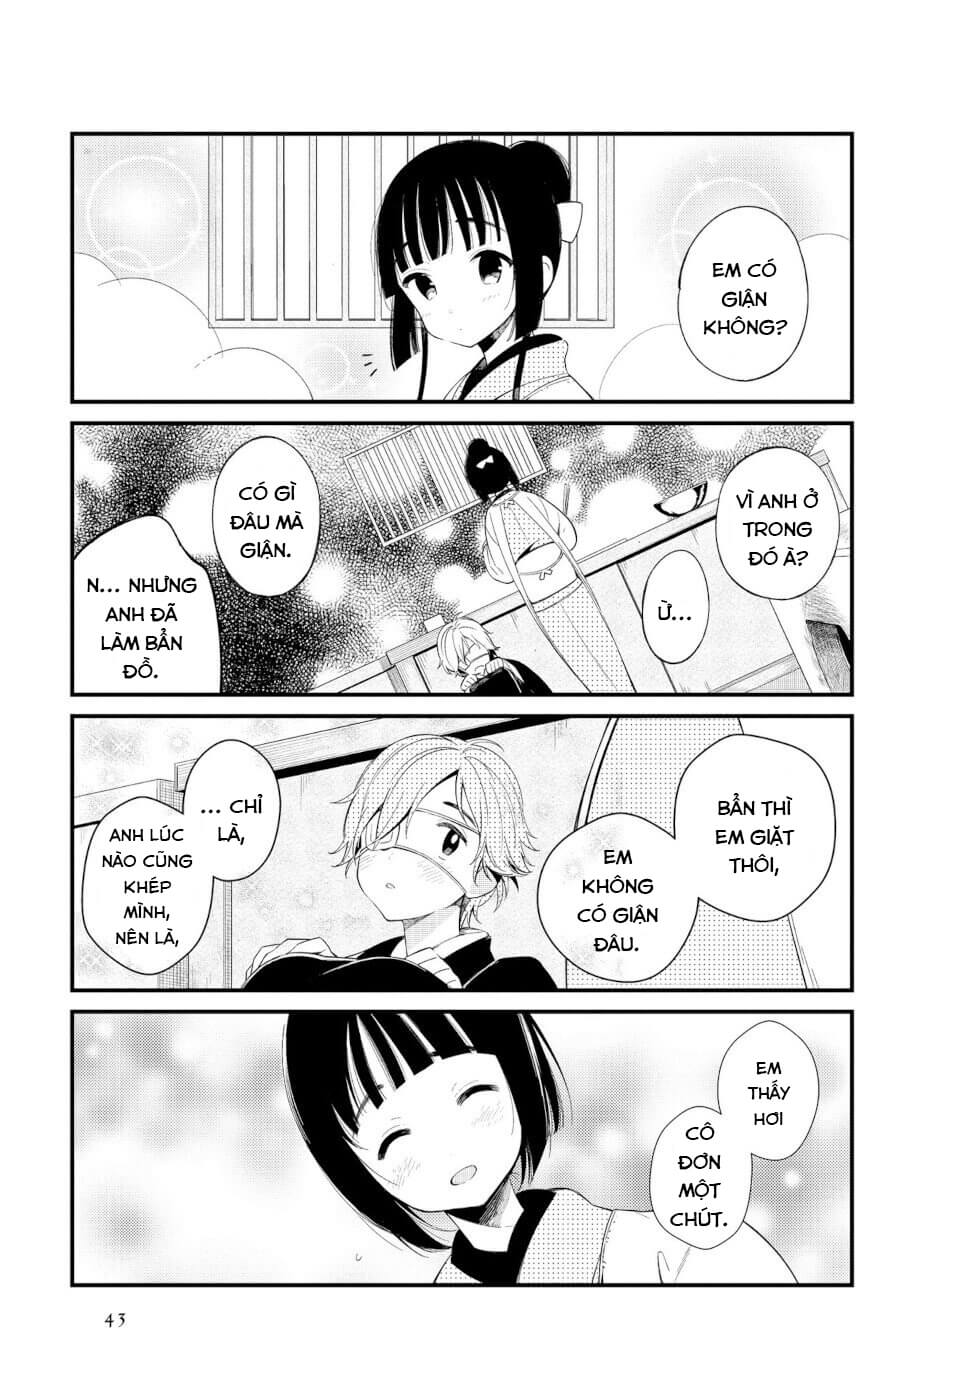 EM CÓ
GIẬN
KHÔNG?
VÌ ANH Ở
TRONG
ĐÓ À?
Ừ...
CÓ GÌ
ĐÂU MÀ
GIẬN.
N... NHƯNG
ANH ĐÃ
LÀM BẨN
ĐỒ.
BẨN THÌ
EM GIẶT
THÔI,
EM
KHÔNG
CÓ GIẬN
ĐÂU.
... CHỈ
LÀ,
ANH LÚC
NÀO CŨNG
KHÉP
MÌNH,
NÊN LÀ,
EM
THẤY
HƠI
CÔ
ĐƠN
MỘT
CHÚT.
43